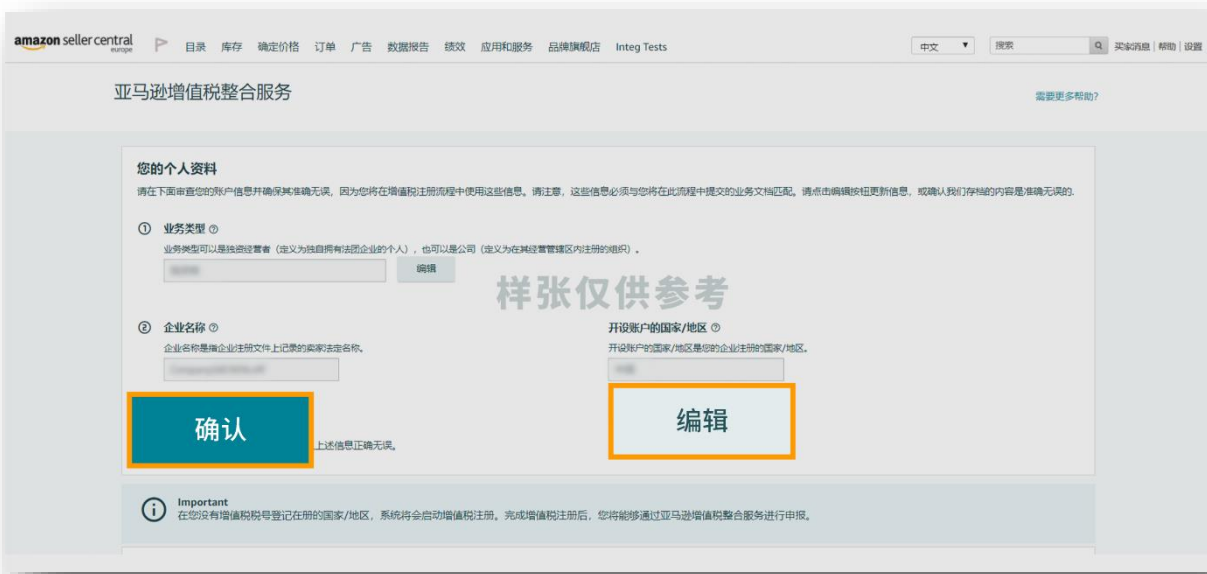 amazon seller central
europe
目录 库存 确定价格 订单 广告 数据报告 绩效 应用和服务 品牌旗舰店 Integ Tests
中文 搜索 买家消息 | 帮助 | 设置
亚马逊增值税整合服务
需要更多帮助?
您的个人资料
请在下面审查您的账户信息并确保其准确无误，因为您将在增值税注册流程中使用这些信息。请注意，这些信息必须与您将在此流程中提交的业务文档匹配。请点击编辑按钮更新信息，或确认我们存档的内容是准确无误的.
① 业务类型
业务类型可以是独资经营者（定义为独自拥有法团企业的个人），也可以是公司（定义为在其经营管辖区内注册的组织）。
编辑
样张仅供参考
② 企业名称 开设账户的国家/地区
企业名称是指企业注册文件上记录的卖家法定名称。 开设账户的国家/地区是您的企业注册的国家/地区。
确认 编辑
上述信息正确无误。
Important
在您没有增值税税号登记在册的国家/地区，系统将会启动增值税注册。完成增值税注册后，您将能够通过亚马逊增值税整合服务进行申报。